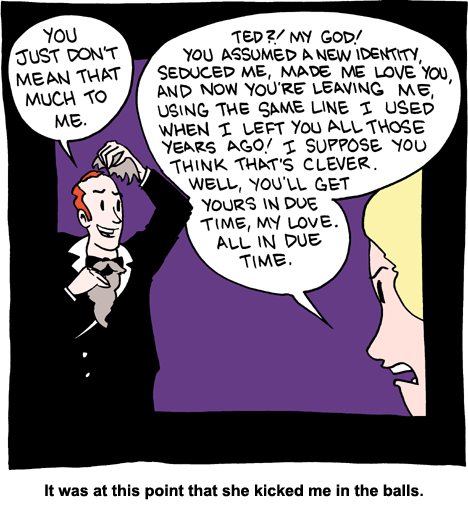 YOU
JUST DON'T
MEAN THAT
MUCH TO
ME.
TED?! MY GOD!
YOU ASSUMED A NEW IDENTITY,
SEDUCED ME, MADE ME LOVE YOU,
AND NOW YOU'RE LEAVING ME,
USING THE SAME LINE I USED
WHEN I LEFT YOU ALL THOSE
YEARS AGO! I SUPPOSE YOU
THINK THAT'S CLEVER.
WELL, YOU'LL GET
YOURS IN DUE
TIME, MY LOVE.
ALL IN DUE
TIME.
It was at this point that she kicked me in the balls.